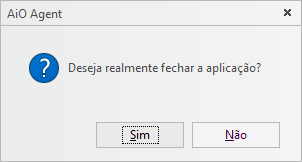 AiO Agent
Deseja realmente fechar a aplicação?
Sim
Não